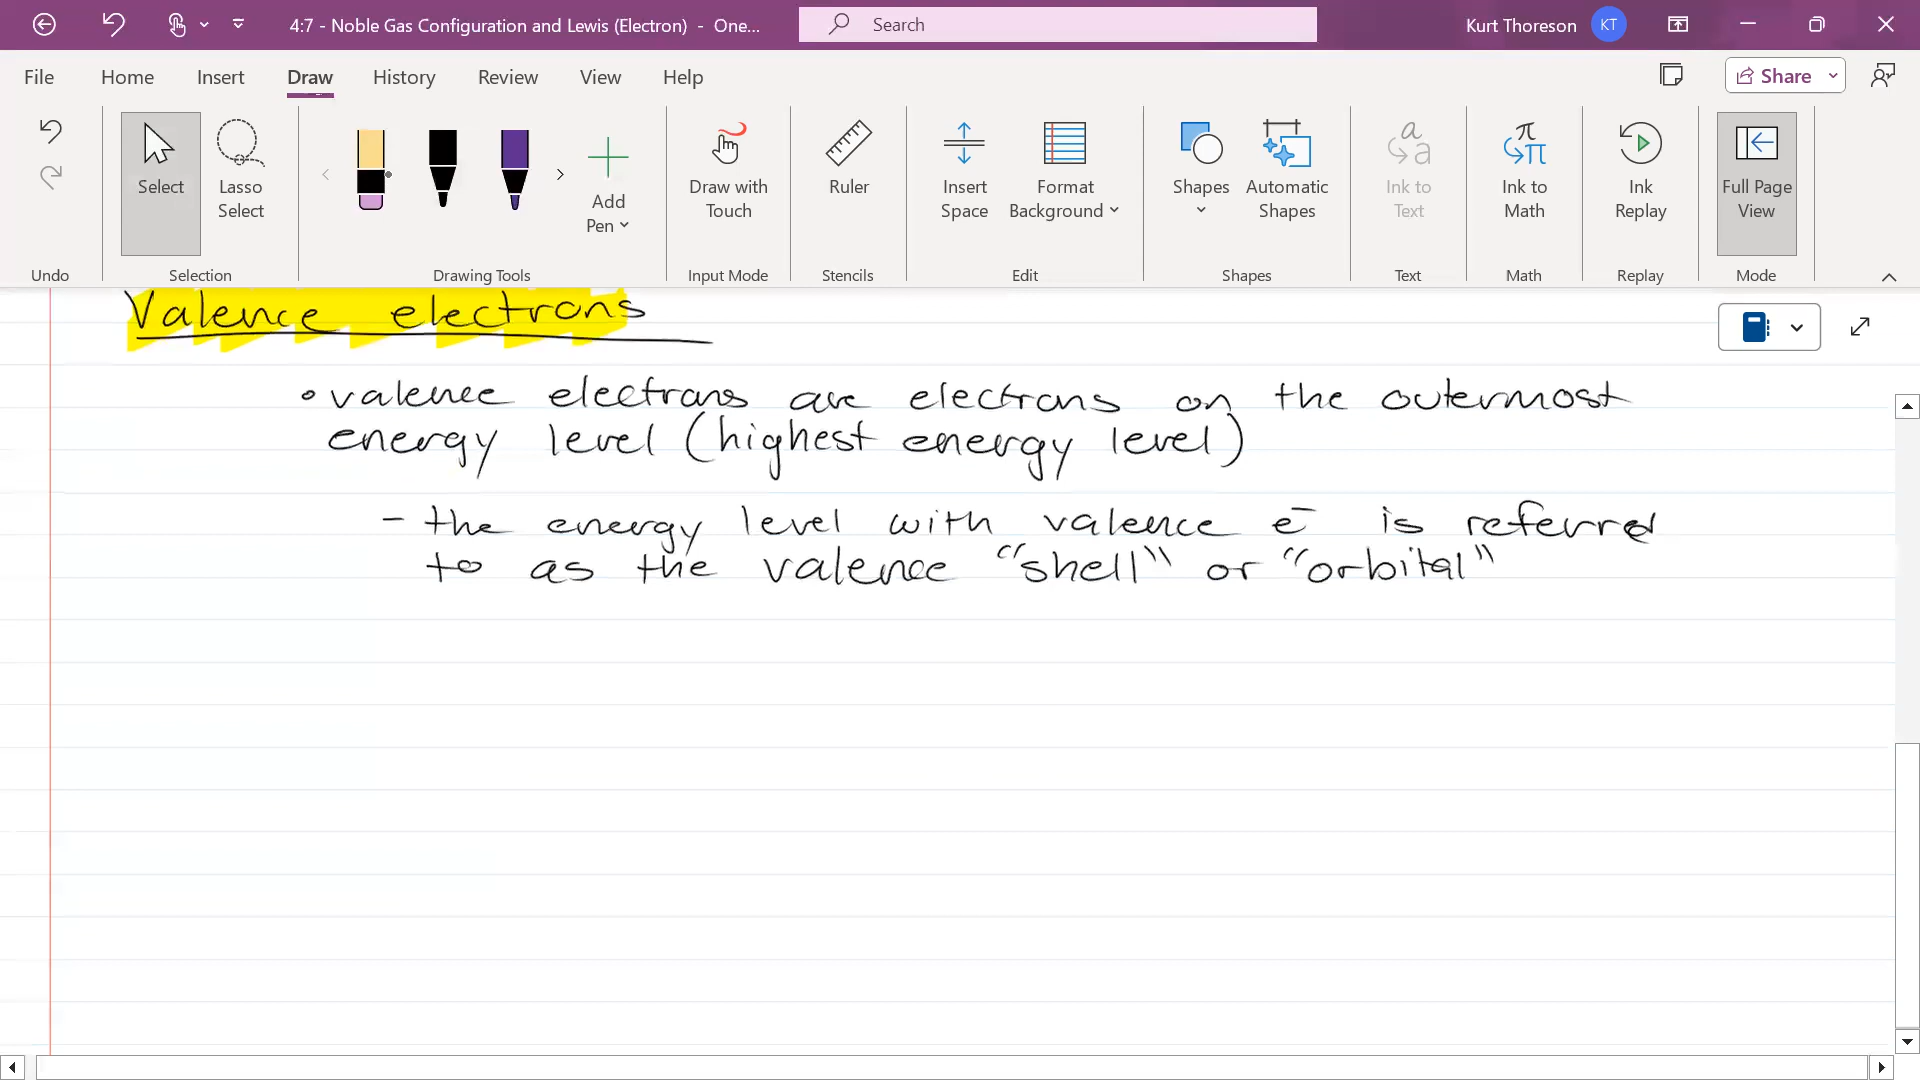 4:7 - Noble Gas Configuration and Lewis (Electron) - One...
Search
Kurt Thoreson
KT
File
Home
Insert
Draw
History
Review
View
Help
Share
Select
Lasso
Select
Add
Pen
Draw with
Touch
Ruler
Insert
Space
Format
Background
Shapes
Automatic
Shapes
Ink to
Text
Ink to
Math
Ink
Replay
Full Page
View
Undo
Selection
Drawing Tools
Input Mode
Stencils
Edit
Shapes
Text
Math
Replay
Mode
Valence electrons
• valence electrons are electrons on the outermost
energy level (highest energy level)
- the energy level with valence e⁻ is referred
to as the valence "shell" or "orbital"